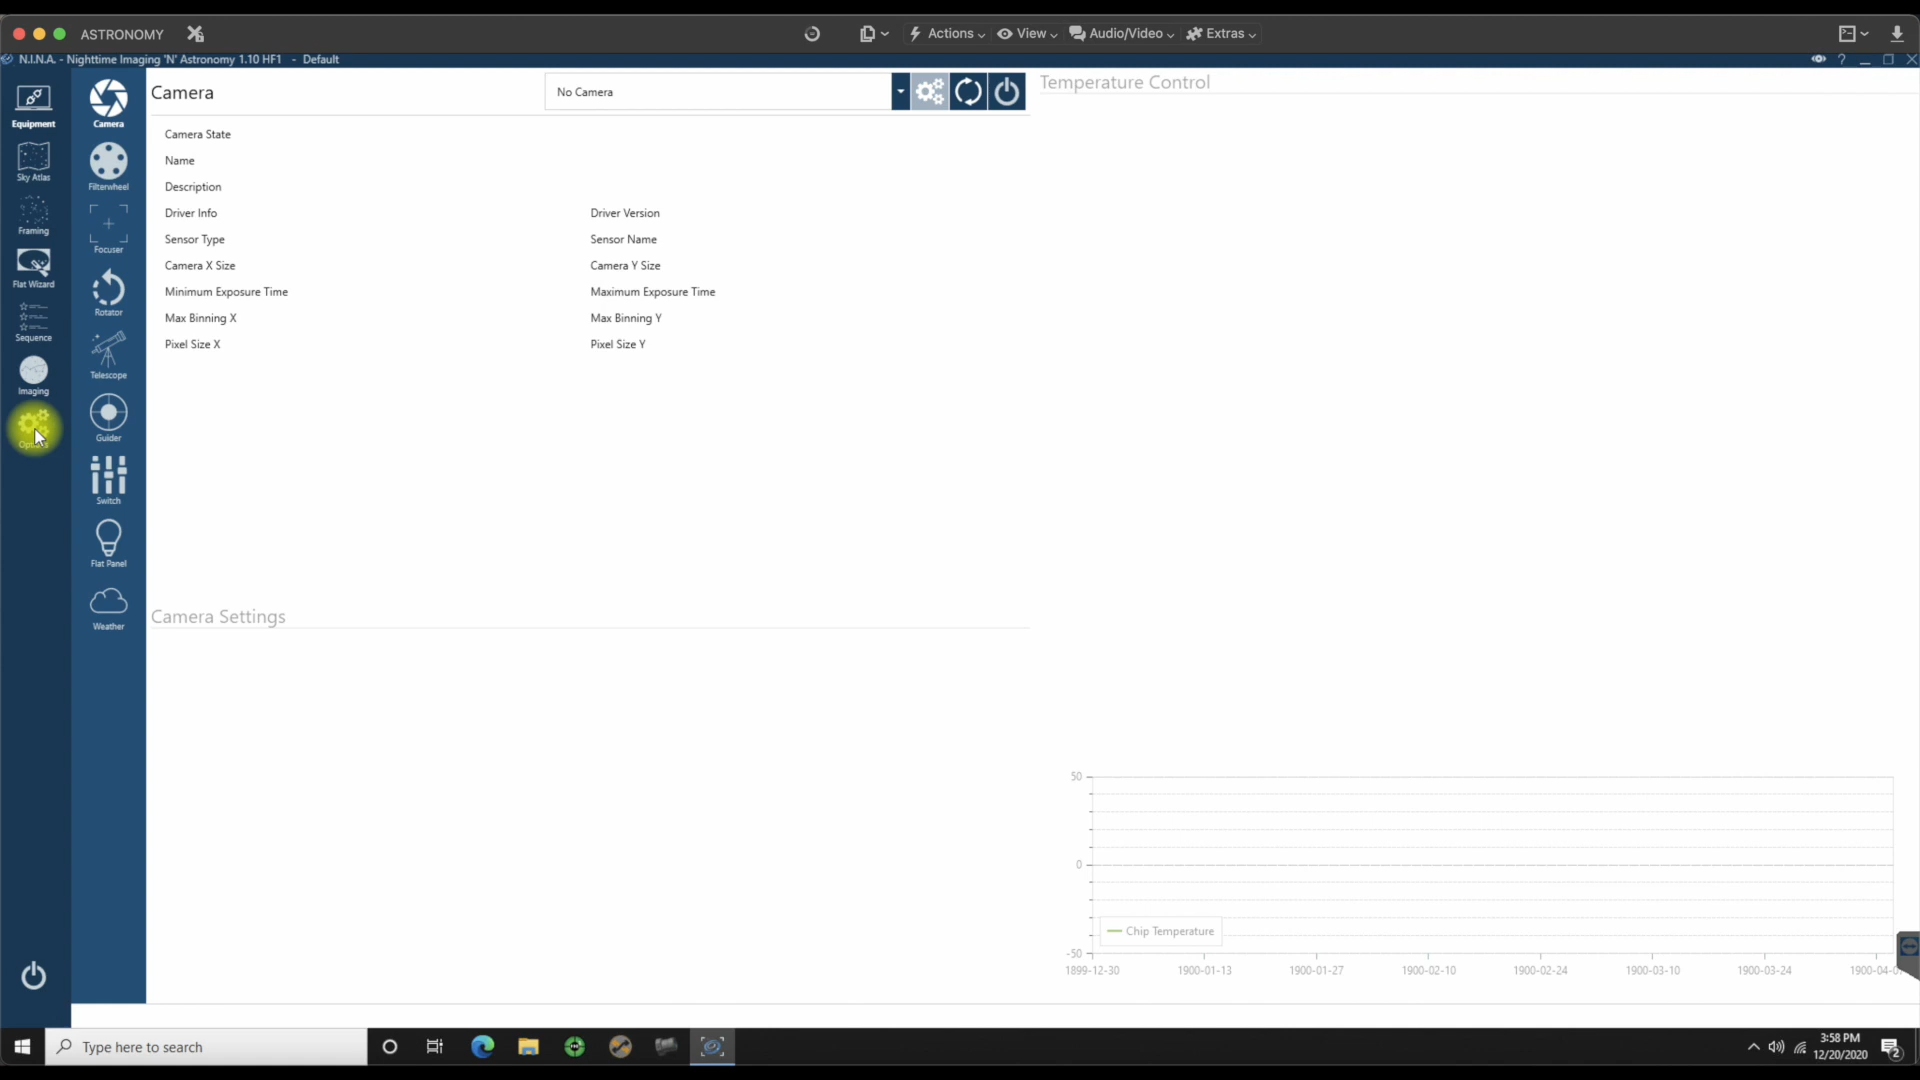 ASTRONOMY
Actions
View
Audio/Video
Extras
N.I.N.A. - Nighttime Imaging 'N' Astronomy 1.10 HF1 - Default
?
Equipment
Sky Atlas
Framing
Flat Wizard
Sequence
Imaging
Camera
Filterwheel
Focuser
Rotator
Telescope
Guider
Switch
Flat Panel
Weather
Camera
No Camera
Camera State
Name
Description
Driver Info
Driver Version
Sensor Type
Sensor Name
Camera X Size
Camera Y Size
Minimum Exposure Time
Maximum Exposure Time
Max Binning X
Max Binning Y
Pixel Size X
Pixel Size Y
Camera Settings
Temperature Control
50
0
-50
Chip Temperature
1899-12-30
1900-01-13
1900-01-27
1900-02-10
1900-02-24
1900-03-10
1900-03-24
Type here to search
3:58 PM
12/20/2020
2